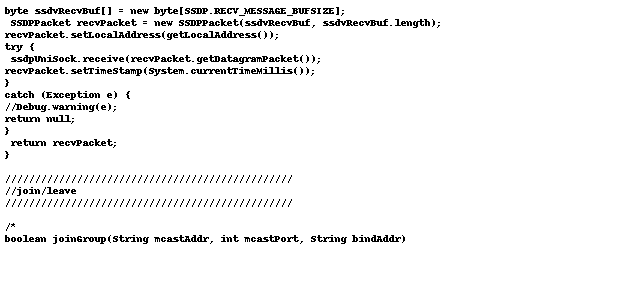 byte ssdvRecvBuf[] = new byte[SSDP.RECV_MESSAGE_BUFSIZE];
SSDPPacket recvPacket = new SSDPPacket(ssdvRecvBuf, ssdvRecvBuf.length);
recvPacket.setLocalAddress(getLocalAddress());
try {
ssdpUniSock.receive(recvPacket.getDatagramPacket());
recvPacket.setTimeStamp(System.currentTimeMillis());
}
catch (Exception e) {
//Debug.warning(e);
return null;
}
return recvPacket;
}
////////////////////////////////////////////////
//join/leave
////////////////////////////////////////////////
/*
boolean joinGroup(String mcastAddr, int mcastPort, String bindAddr)